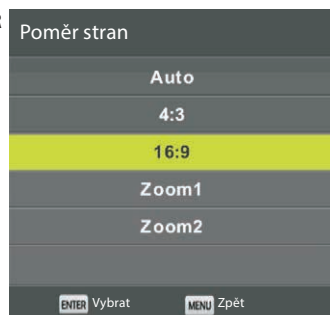 Poměr stran
Auto
4:3
16:9
Zoom1
Zoom2
ENTER Vybrat MENU Zpět